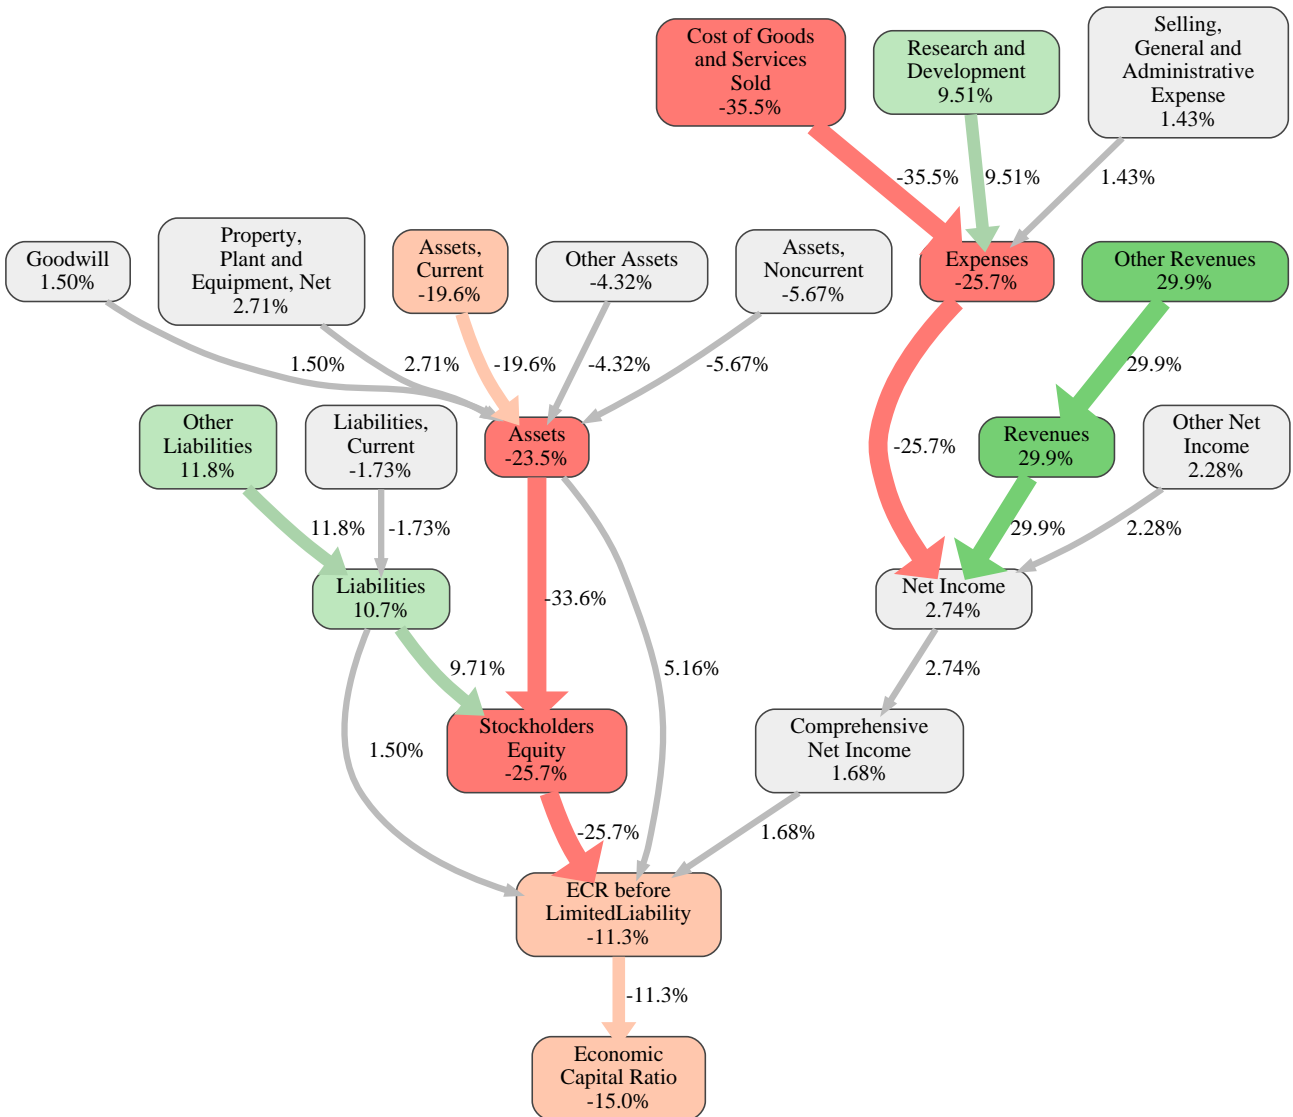 Cost of Goods
and Services
Sold
-35.5%
Research and
Development
9.51%
Selling,
General and
Administrative
Expense
1.43%
-35.5%
9.51%
1.43%
Goodwill
1.50%
Property,
Plant and
Equipment, Net
2.71%
Assets,
Current
-19.6%
Other Assets
-4.32%
Assets,
Noncurrent
-5.67%
Expenses
-25.7%
Other Revenues
29.9%
1.50%
2.71%
-19.6%
-4.32%
-5.67%
29.9%
Other
Liabilities
11.8%
Liabilities,
Current
-1.73%
Assets
-23.5%
-25.7%
Revenues
29.9%
Other Net
Income
2.28%
11.8%
-1.73%
29.9%
2.28%
Liabilities
10.7%
-33.6%
Net Income
2.74%
9.71%
5.16%
2.74%
Stockholders
Equity
-25.7%
Comprehensive
Net Income
1.68%
1.50%
-25.7%
1.68%
ECR before
LimitedLiability
-11.3%
-11.3%
Economic
Capital Ratio
-15.0%